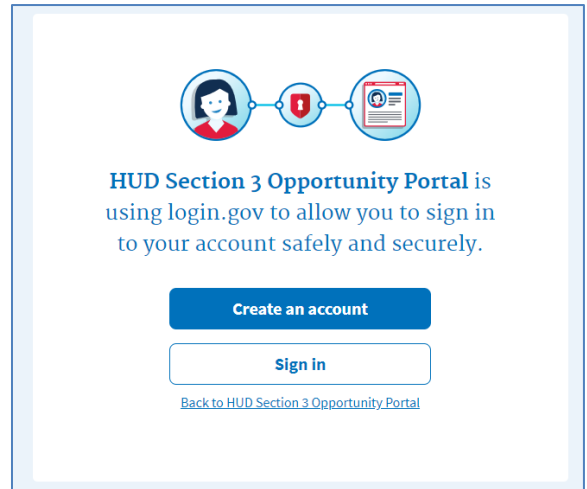 HUD Section 3 Opportunity Portal is
using login.gov to allow you to sign in
to your account safely and securely.
Create an account
Sign in
Back to HUD Section 3 Opportunity Portal